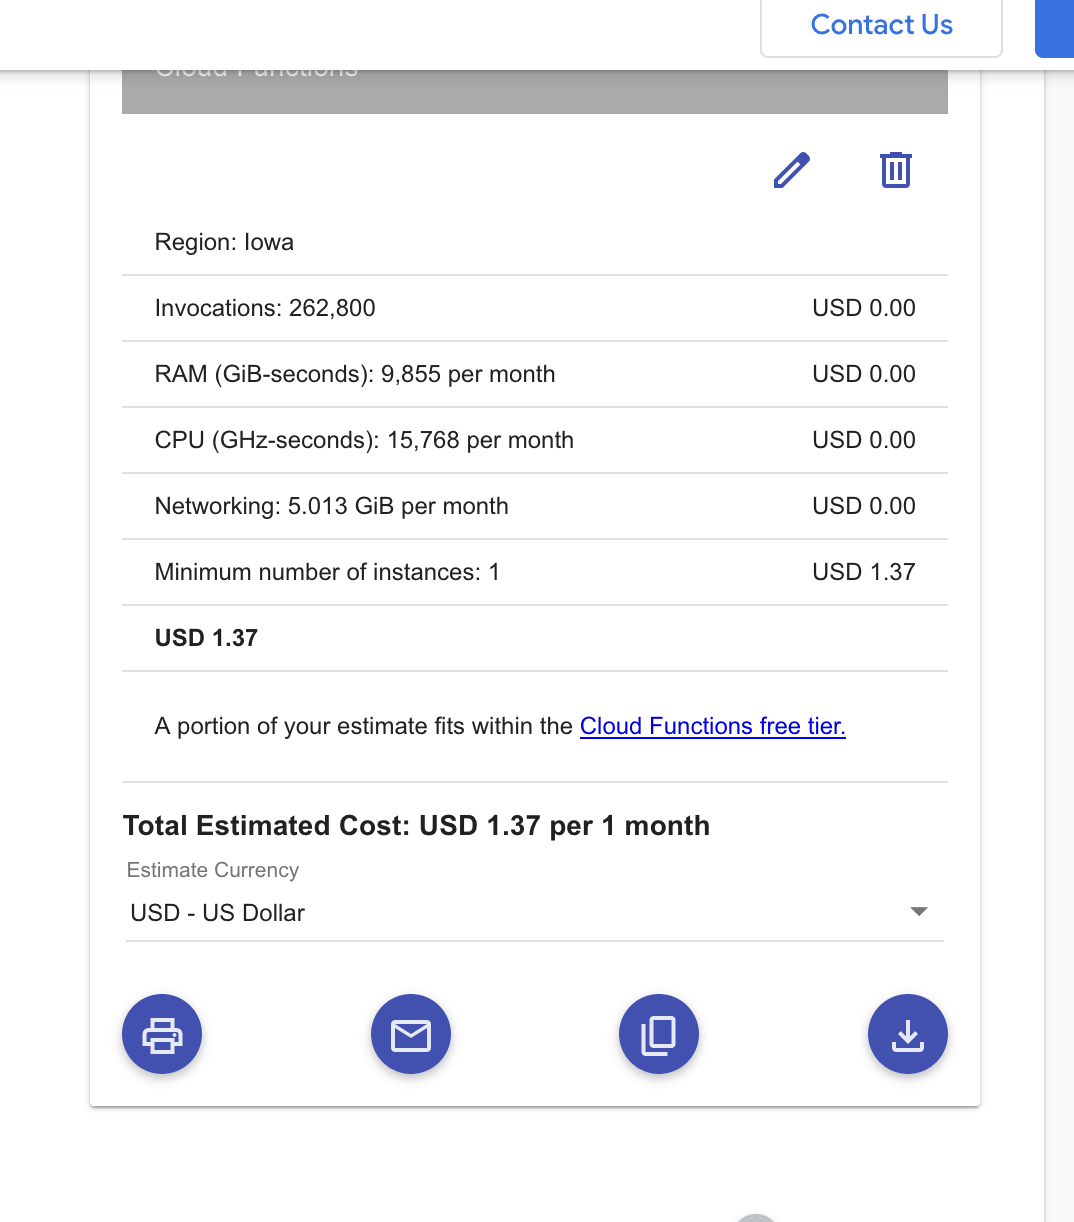 Contact Us
Cloud Functions
Region: Iowa
Invocations: 262,800 USD 0.00
RAM (GiB-seconds): 9,855 per month USD 0.00
CPU (GHz-seconds): 15,768 per month USD 0.00
Networking: 5.013 GiB per month USD 0.00
Minimum number of instances: 1 USD 1.37
USD 1.37
A portion of your estimate fits within the Cloud Functions free tier.
Total Estimated Cost: USD 1.37 per 1 month
Estimate Currency
USD - US Dollar